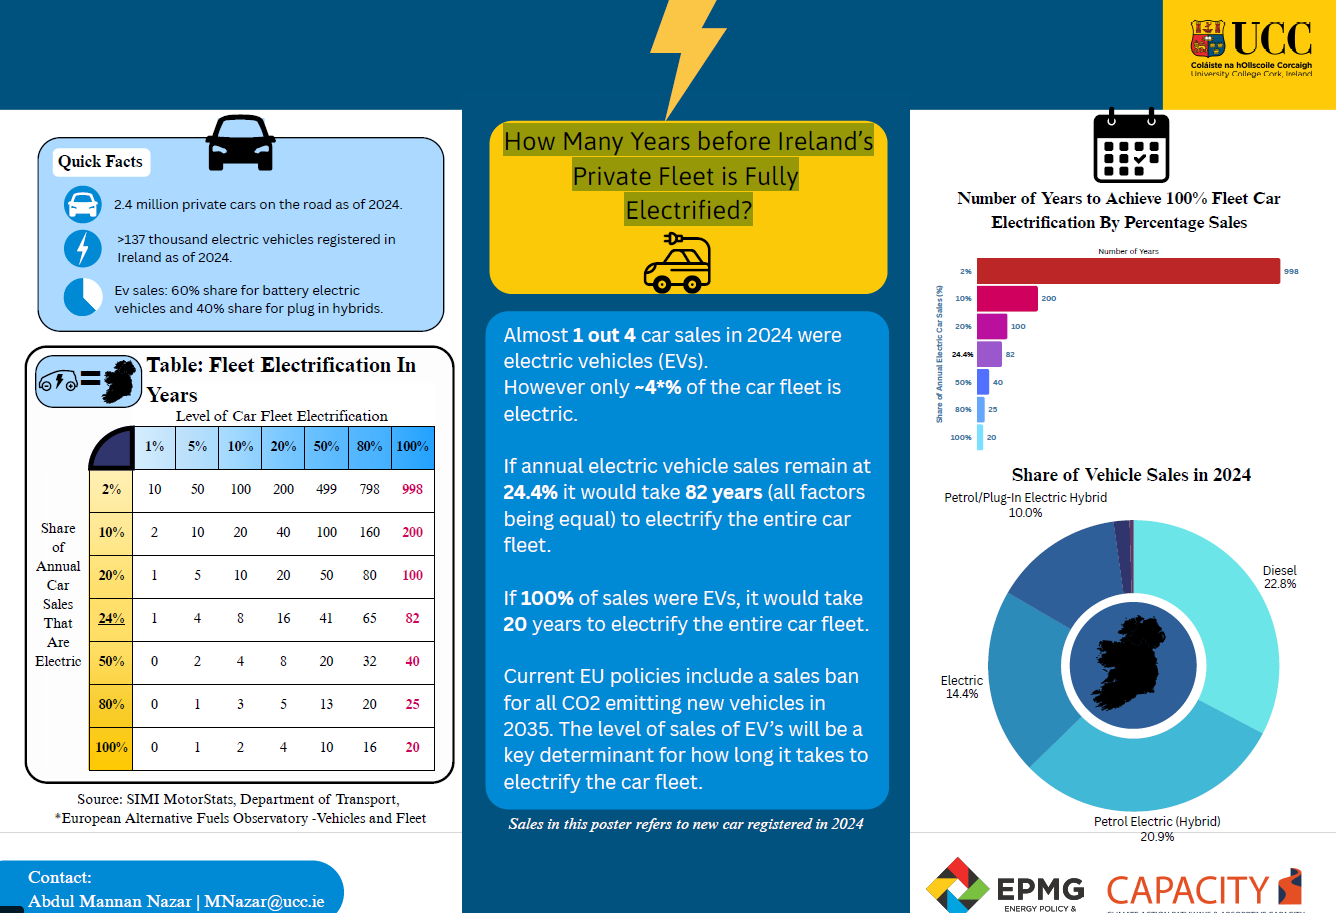 UCC
Coláiste na hOllscoile Corcaigh
University College Cork, Ireland
Quick Facts
2.4 million private cars on the road as of 2024.
>137 thousand electric vehicles registered in
Ireland as of 2024.
Ev sales: 60% share for battery electric
vehicles and 40% share for plug in hybrids.
Table: Fleet Electrification In
Years
Level of Car Fleet Electrification
1% 5% 10% 20% 50% 80% 100%
Share
of
Annual
Car
Sales
That
Are
Electric
2% 10 50 100 200 499 798 998
10% 2 10 20 40 100 160 200
20% 1 5 10 20 50 80 100
24% 1 4 8 16 41 65 82
50% 0 2 4 8 20 32 40
80% 0 1 3 5 13 20 25
100% 0 1 2 4 10 16 20
Source: SIMI MotorStats, Department of Transport,
*European Alternative Fuels Observatory -Vehicles and Fleet
Contact:
Abdul Mannan Nazar | MNazar@ucc.ie
How Many Years before Ireland's
Private Fleet is Fully
Electrified?
Almost 1 out 4 car sales in 2024 were
electric vehicles (EVs).
However only ~4*% of the car fleet is
electric.
If annual electric vehicle sales remain at
24.4% it would take 82 years (all factors
being equal) to electrify the entire car
fleet.
If 100% of sales were EVs, it would take
20 years to electrify the entire car fleet.
Current EU policies include a sales ban
for all CO2 emitting new vehicles in
2035. The level of sales of EV's will be a
key determinant for how long it takes to
electrify the car fleet.
Sales in this poster refers to new car registered in 2024
Number of Years to Achieve 100% Fleet Car
Electrification By Percentage Sales
Number of Years
Share of Annual Electric Car Sales (%)
2% 998
10% 200
20% 100
24.4% 82
50% 40
80% 25
100% 20
Share of Vehicle Sales in 2024
Petrol/Plug-In Electric Hybrid
10.0%
Diesel
22.8%
Electric
14.4%
Petrol Electric (Hybrid)
20.9%
EPMG
ENERGY POLICY &
CAPACITY